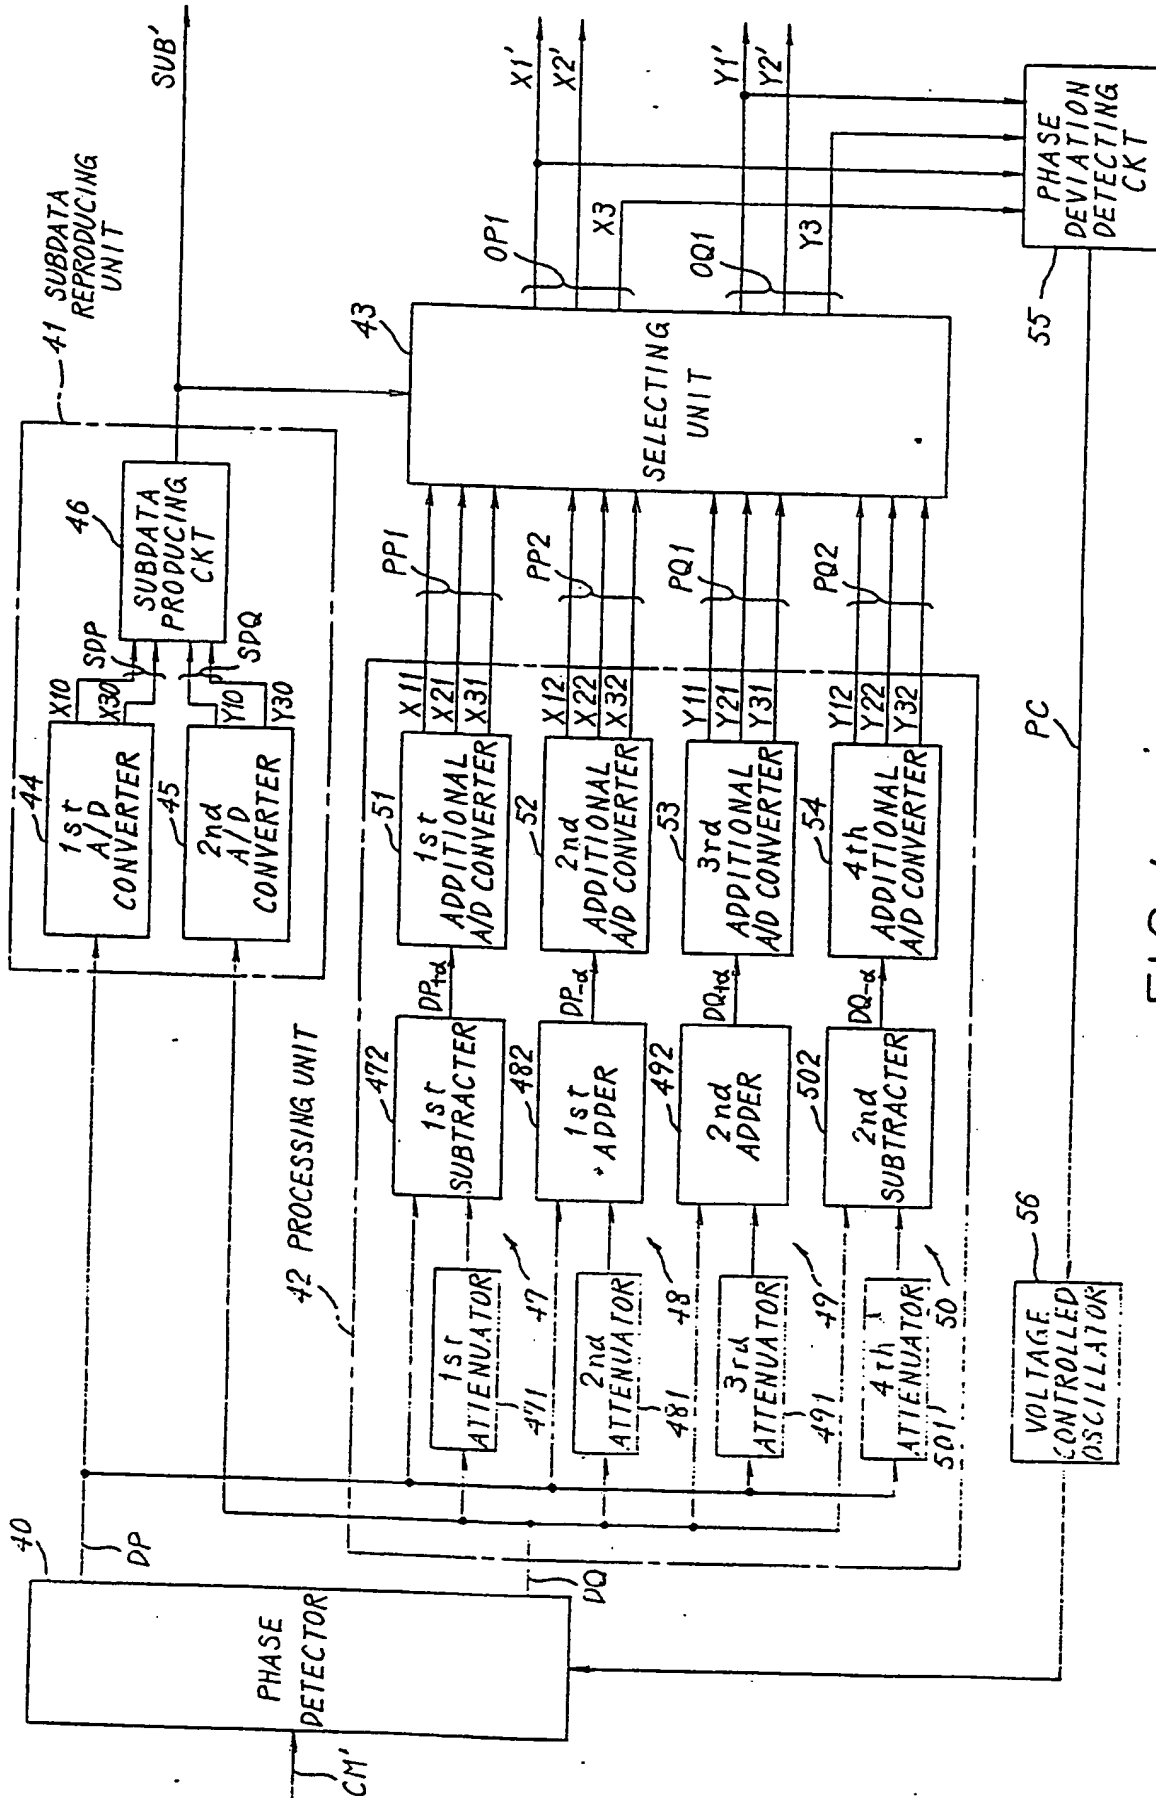 CM'
PHASE
DETECTOR
40
DP
DQ
41 SUBDATA
REPRODUCING
UNIT
44
1st
A/D
CONVERTER
45
2nd
A/D
CONVERTER
X10
X30
Y10
Y30
SDP
SDQ
46
SUBDATA
PRODUCING
CKT
SUB'
42 PROCESSING UNIT
1st
ATTENUATOR
471
47
2nd
ATTENUATOR
481
48
3rd
ATTENUATOR
491
49
4th
ATTENUATOR
501
50
472
1st
SUBTRACTER
482
1st
ADDER
492
2nd
ADDER
502
2nd
SUBTRACTER
DP+α
DP-α
DQ+α
DQ-α
51
1st
ADDITIONAL
A/D CONVERTER
52
2nd
ADDITIONAL
A/D CONVERTER
53
3rd
ADDITIONAL
A/D CONVERTER
54
4th
ADDITIONAL
A/D CONVERTER
X11
X21
X31
X12
X22
X32
Y11
Y21
Y31
Y12
Y22
Y32
PP1
PP2
PQ1
PQ2
43
SELECTING
UNIT
OP1
OQ1
X1'
X2'
X3
Y1'
Y2'
Y3
55
PHASE
DEVIATION
DETECTING
CKT
PC
56
VOLTAGE
CONTROLLED
OSCILLATOR